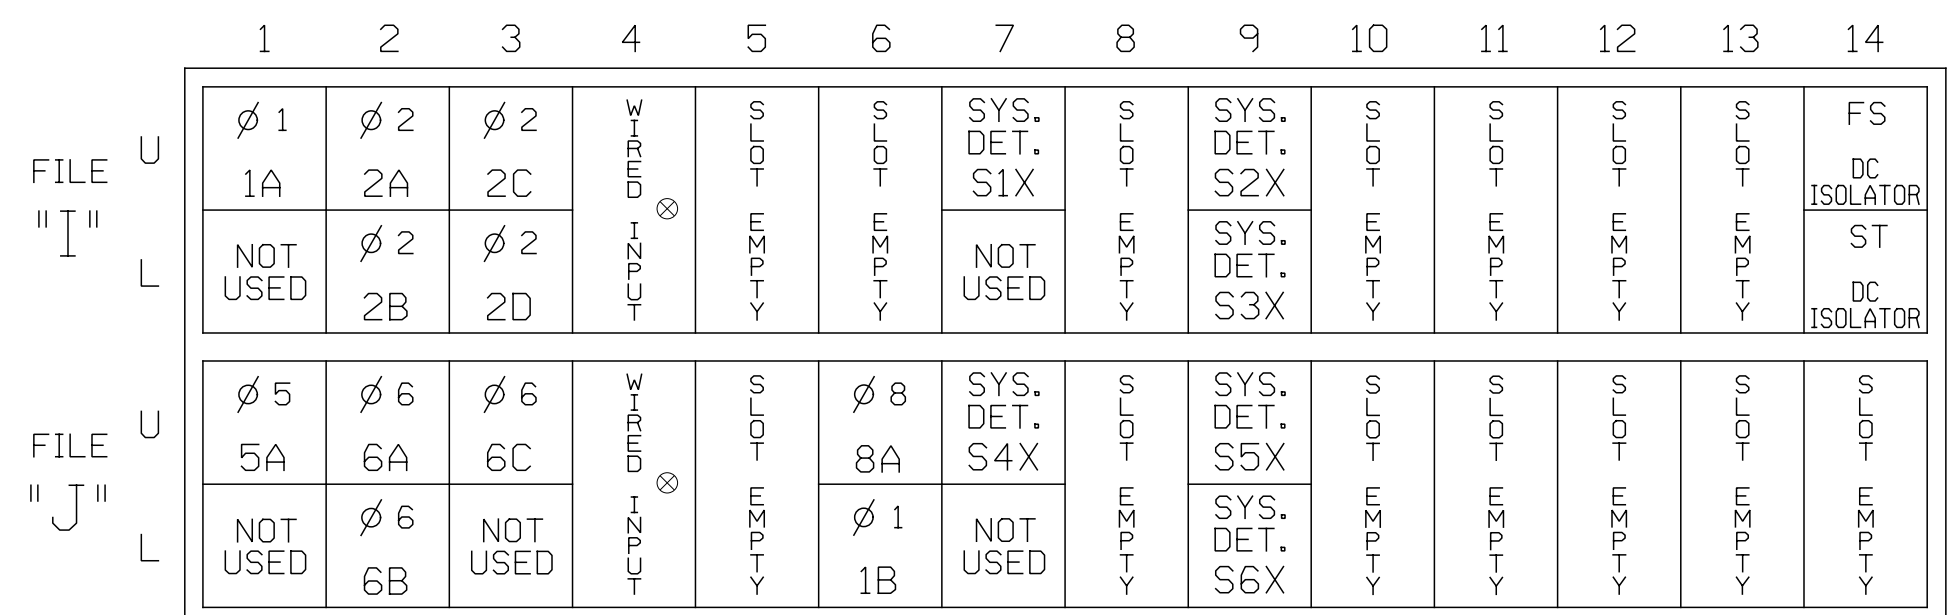 1 2 3 4 5 6 7 8 9 10 11 12 13 14
FILE "I"
U
L
Ø 1
1A
NOT
USED
Ø 2
2A
Ø 2
2B
Ø 2
2C
Ø 2
2D
WIRED INPUT
SLOT EMPTY
SLOT EMPTY
SYS.
DET.
S1X
NOT
USED
SLOT EMPTY
SYS.
DET.
S2X
SYS.
DET.
S3X
SLOT EMPTY
SLOT EMPTY
SLOT EMPTY
SLOT EMPTY
FS
DC
ISOLATOR
ST
DC
ISOLATOR
FILE "J"
U
L
Ø 5
5A
NOT
USED
Ø 6
6A
Ø 6
6B
Ø 6
6C
NOT
USED
WIRED INPUT
SLOT EMPTY
Ø 8
8A
Ø 1
1B
SYS.
DET.
S4X
NOT
USED
SLOT EMPTY
SYS.
DET.
S5X
SYS.
DET.
S6X
SLOT EMPTY
SLOT EMPTY
SLOT EMPTY
SLOT EMPTY
SLOT EMPTY